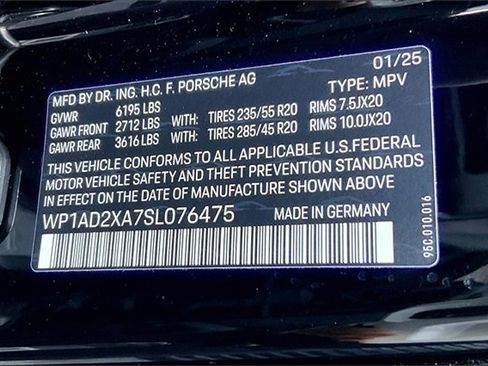 01/25
MFD BY DR. ING. H.C. F. PORSCHE AG
TYPE: MPV
GVWR 6195 LBS
GAWR FRONT 2712 LBS WITH: TIRES 235/55 R20 RIMS 7.5JX20
GAWR REAR 3616 LBS WITH: TIRES 285/45 R20 RIMS 10.0JX20
THIS VEHICLE CONFORMS TO ALL APPLICABLE U.S.FEDERAL
MOTOR VEHICLE SAFETY AND THEFT PREVENTION STANDARDS
IN EFFECT ON THE DATE OF MANUFACTURE SHOWN ABOVE
WP1AD2XA7SL076475 MADE IN GERMANY
95C.010.016